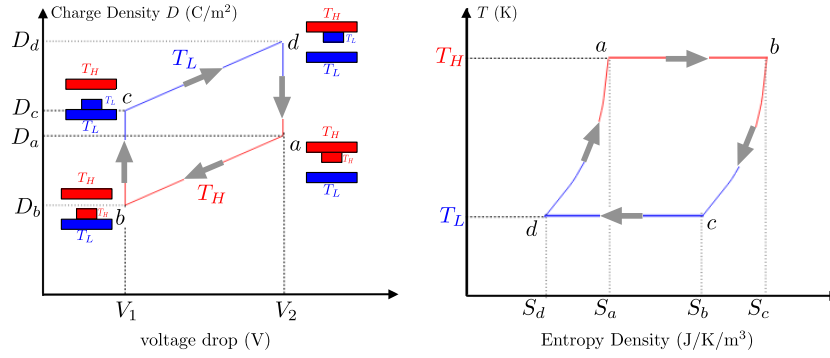 Charge Density D (C/m²)
D_d
D_c
D_a
D_b
T_H
T_L
T_L
c
T_L
d
T_H
T_L
T_L
T_H
T_H
T_L
a
T_H
T_H
T_H
T_L
b
V_1
V_2
voltage drop (V)
T (K)
T_H
a
b
T_L
d
c
S_d
S_a
S_b
S_c
Entropy Density (J/K/m³)